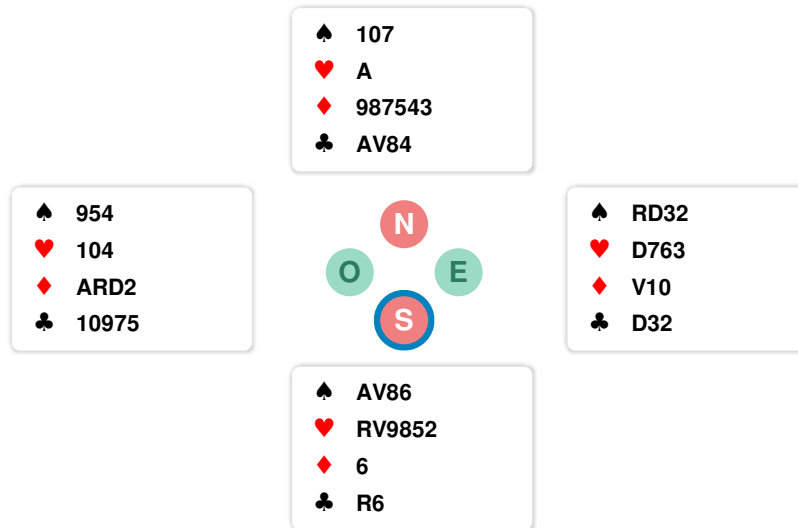 ♠ 107
♥ A
♦ 987543
♣ AV84
♠ 954
♥ 104
♦ ARD2
♣ 10975
N
O E
S
♠ RD32
♥ D763
♦ V10
♣ D32
♠ AV86
♥ RV9852
♦ 6
♣ R6